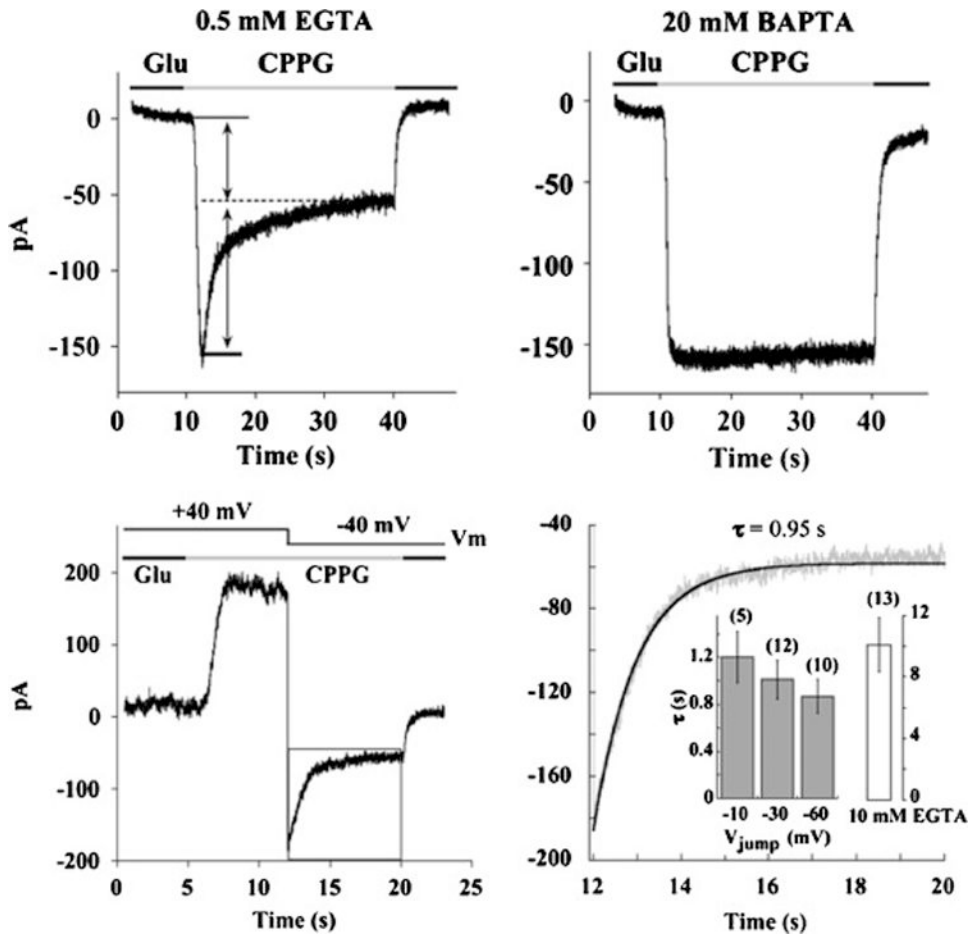 0.5 mM EGTA
Glu CPPG
0
-50
-100
-150
pA
0 10 20 30 40
Time (s)
20 mM BAPTA
Glu CPPG
0
-50
-100
-150
0 10 20 30 40
Time (s)
+40 mV
-40 mV
Vm
Glu CPPG
200
100
0
-100
-200
pA
0 5 10 15 20 25
Time (s)
-40
-80
-120
-160
-200
τ = 0.95 s
(5) (12) (10) (13)
1.2
0.8
0.4
0
τ (s)
12
8
4
0
-10 -30 -60 10 mM EGTA
Vjump (mV)
12 14 16 18 20
Time (s)